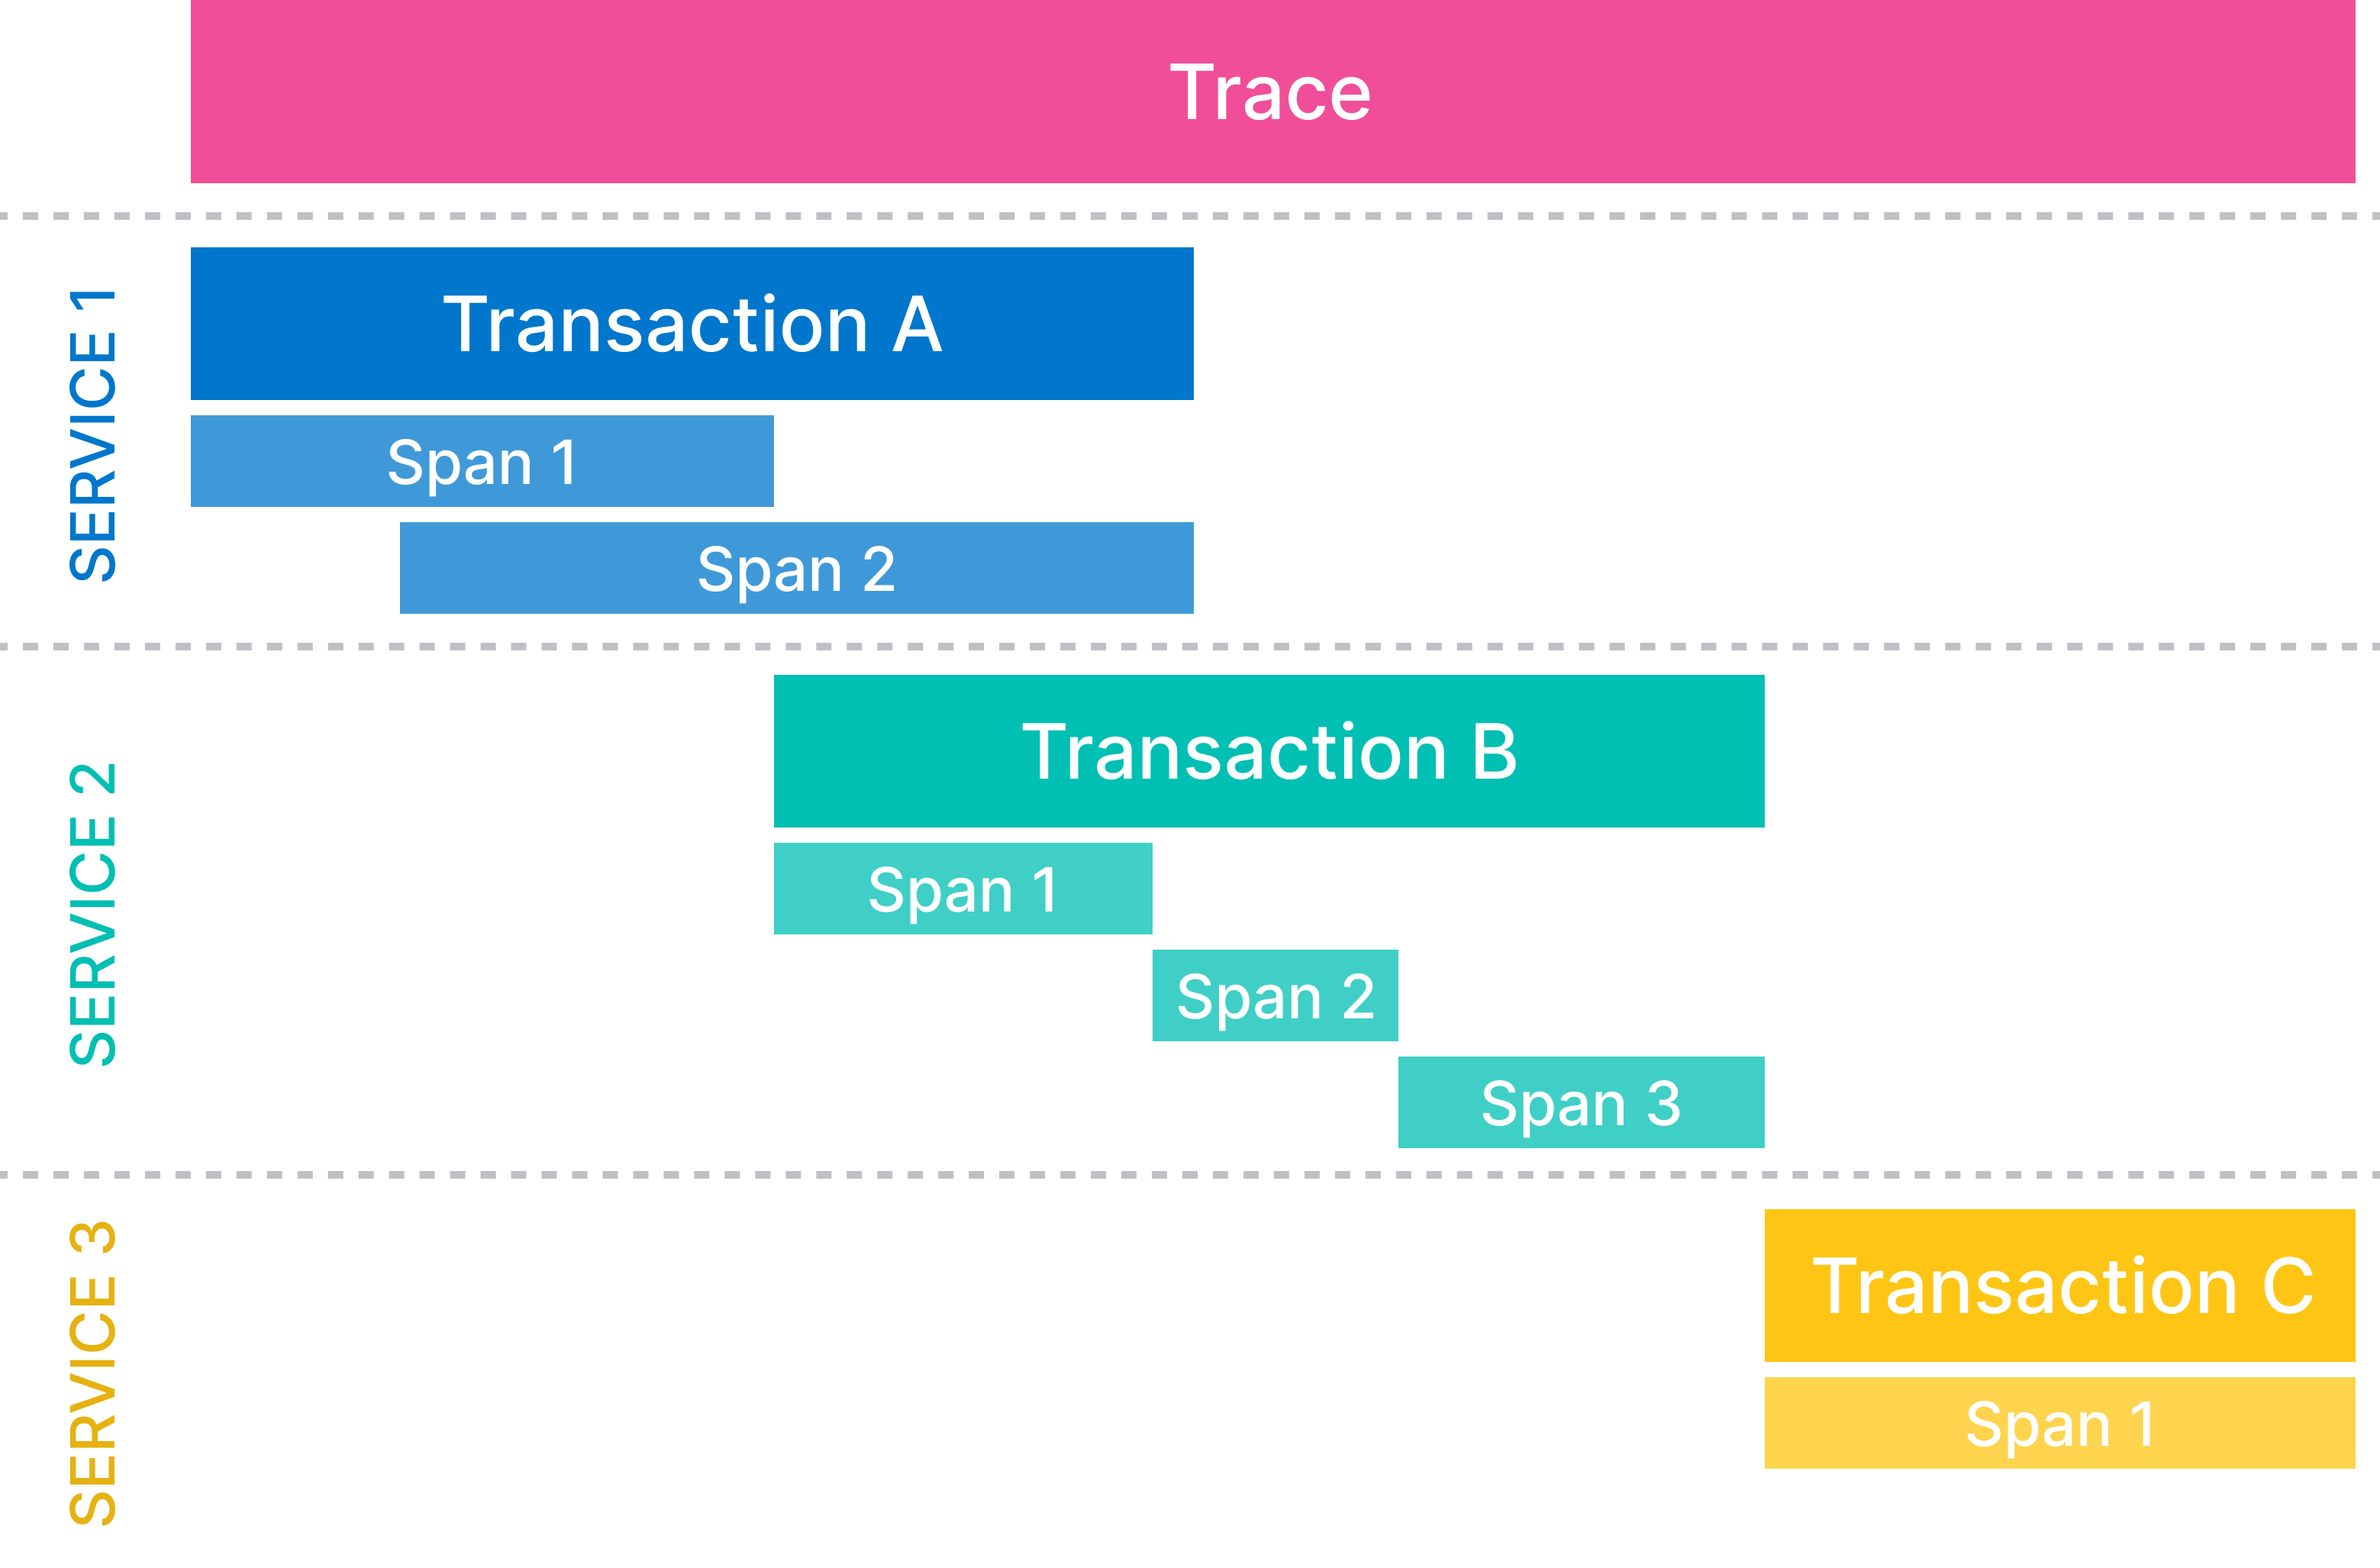 Trace
SERVICE 1
Transaction A
Span 1
Span 2
SERVICE 2
Transaction B
Span 1
Span 2
Span 3
SERVICE 3
Transaction C
Span 1